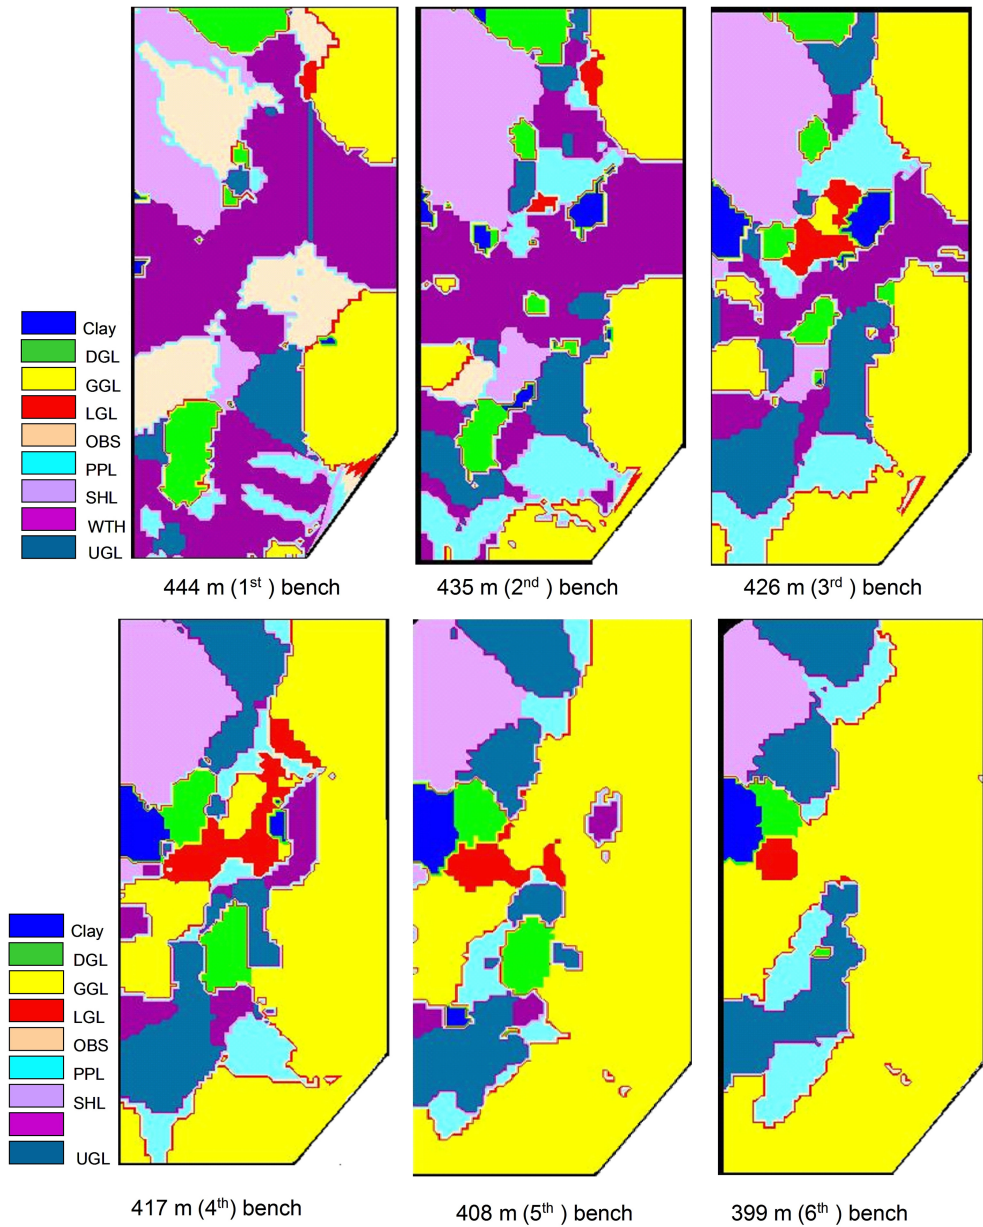 Clay
DGL
GGL
LGL
OBS
PPL
SHL
WTH
UGL
444 m (1st ) bench
435 m (2nd ) bench
426 m (3rd ) bench
Clay
DGL
GGL
LGL
OBS
PPL
SHL
UGL
417 m (4th) bench
408 m (5th ) bench
399 m (6th ) bench